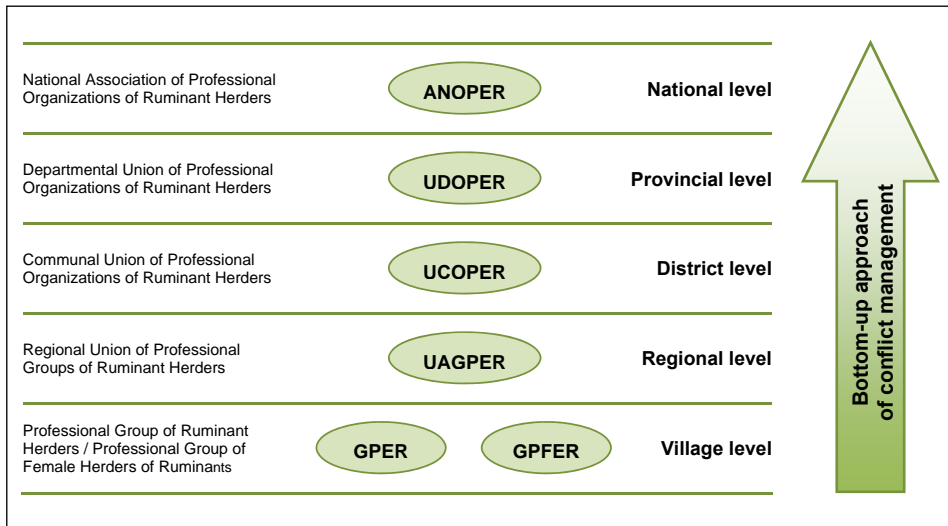 National Association of Professional
Organizations of Ruminant Herders
ANOPER
National level
Departmental Union of Professional
Organizations of Ruminant Herders
UDOPER
Provincial level
Communal Union of Professional
Organizations of Ruminant Herders
UCOPER
District level
Regional Union of Professional
Groups of Ruminant Herders
UAGPER
Regional level
Professional Group of Ruminant
Herders / Professional Group of
Female Herders of Ruminants
GPER
GPFER
Village level
Bottom-up approach
of conflict management